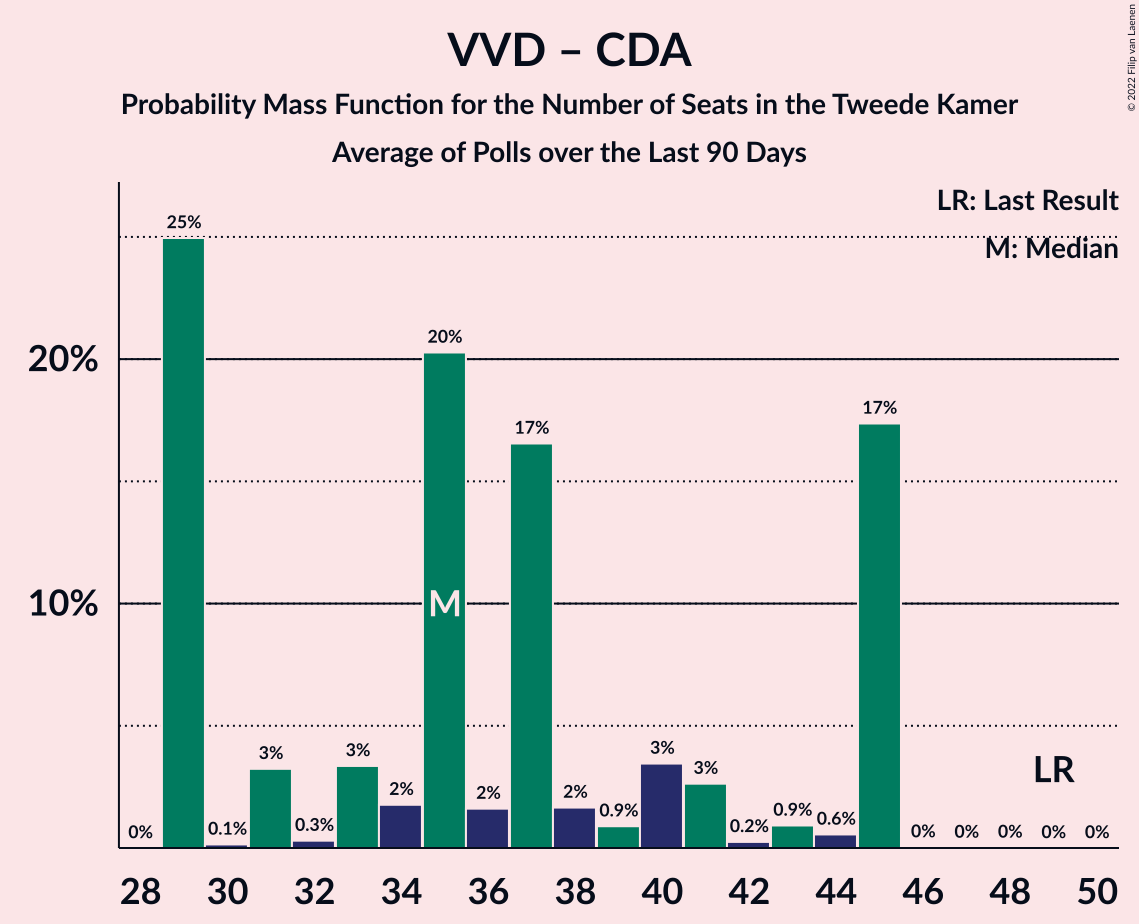 VVD – CDA
Probability Mass Function for the Number of Seats in the Tweede Kamer
Average of Polls over the Last 90 Days
© 2022 Filip van Laenen
LR: Last Result
M: Median
25%
20%
20%
17%
17%
10%
M
3%
3%
3%
3%
LR
2%
2%
2%
0.9%
0.9%
0.6%
0%
0.1%
0.3%
0.2%
0%
0%
0%
0%
0%
28 30 32 34 36 38 40 42 44 46 48 50